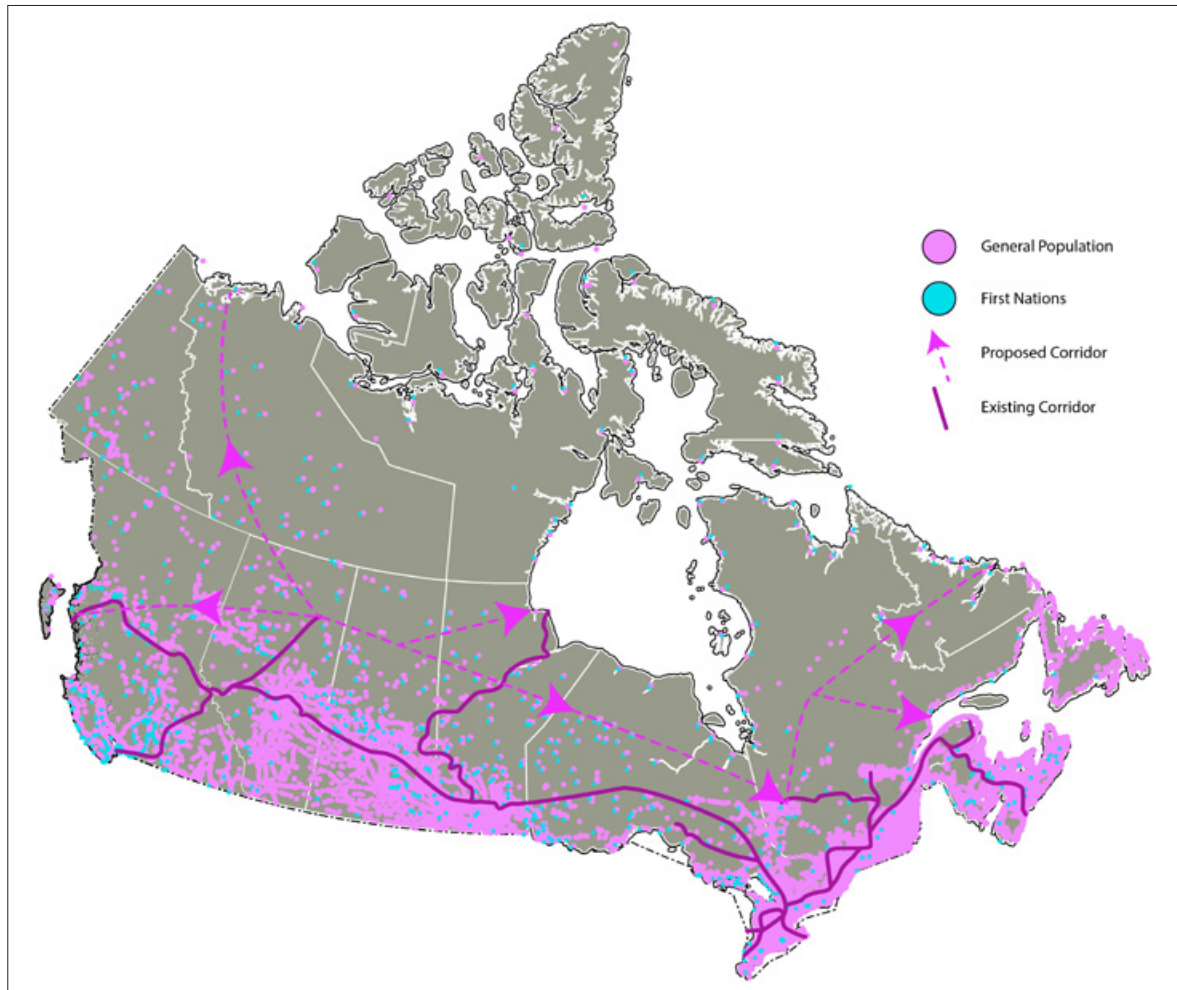 General Population
First Nations
Proposed Corridor
Existing Corridor